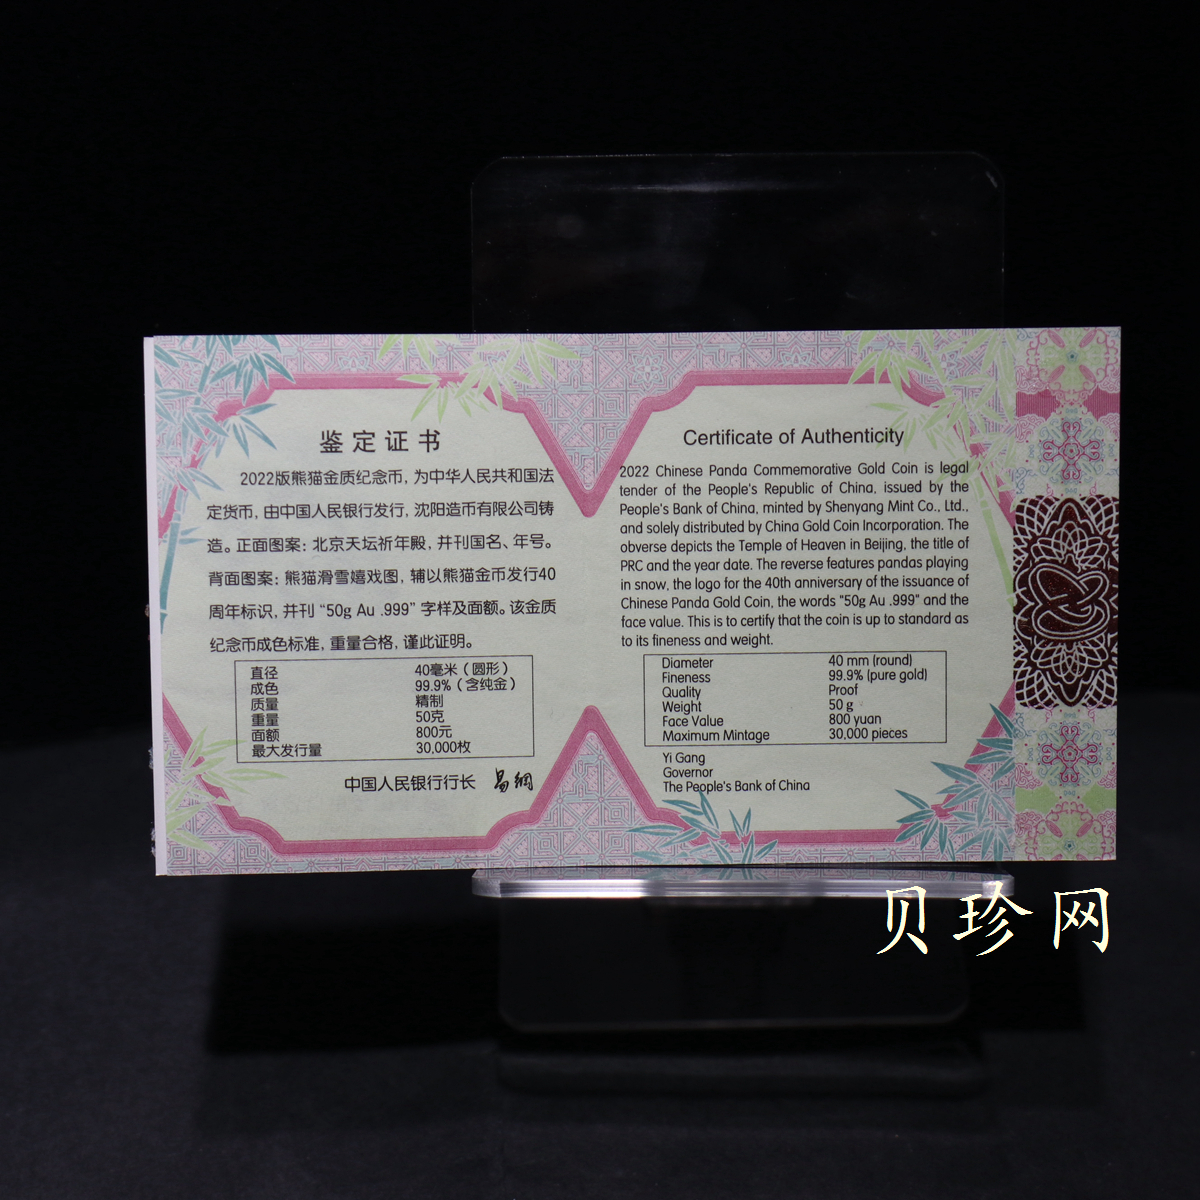 鉴定证书
2022版熊猫金质纪念币，为中华人民共和国法
定货币，由中国人民银行发行，沈阳造币有限公司铸
造。正面图案：北京天坛祈年殿，并刊国名、年号。
背面图案：熊猫滑雪嬉戏图，辅以熊猫金币发行40
周年标识，并刊“50g Au .999”字样及面额。该金质
纪念币成色标准，重量合格，谨此证明。
直径 40毫米（圆形）
成色 99.9%（含纯金）
质量 精制
重量 50克
面额 800元
最大发行量 30,000枚
中国人民银行行长 易纲
Certificate of Authenticity
2022 Chinese Panda Commemorative Gold Coin is legal
tender of the People's Republic of China, issued by the
People's Bank of China, minted by Shenyang Mint Co., Ltd.,
and solely distributed by China Gold Coin Incorporation. The
obverse depicts the Temple of Heaven in Beijing, the title of
PRC and the year date. The reverse features pandas playing
in snow, the logo for the 40th anniversary of the issuance of
Chinese Panda Gold Coin, the words "50g Au .999" and the
face value. This is to certify that the coin is up to standard as
to its fineness and weight.
Diameter 40 mm (round)
Fineness 99.9% (pure gold)
Quality Proof
Weight 50 g
Face Value 800 yuan
Maximum Mintage 30,000 pieces
Yi Gang
Governor
The People's Bank of China
贝珍网